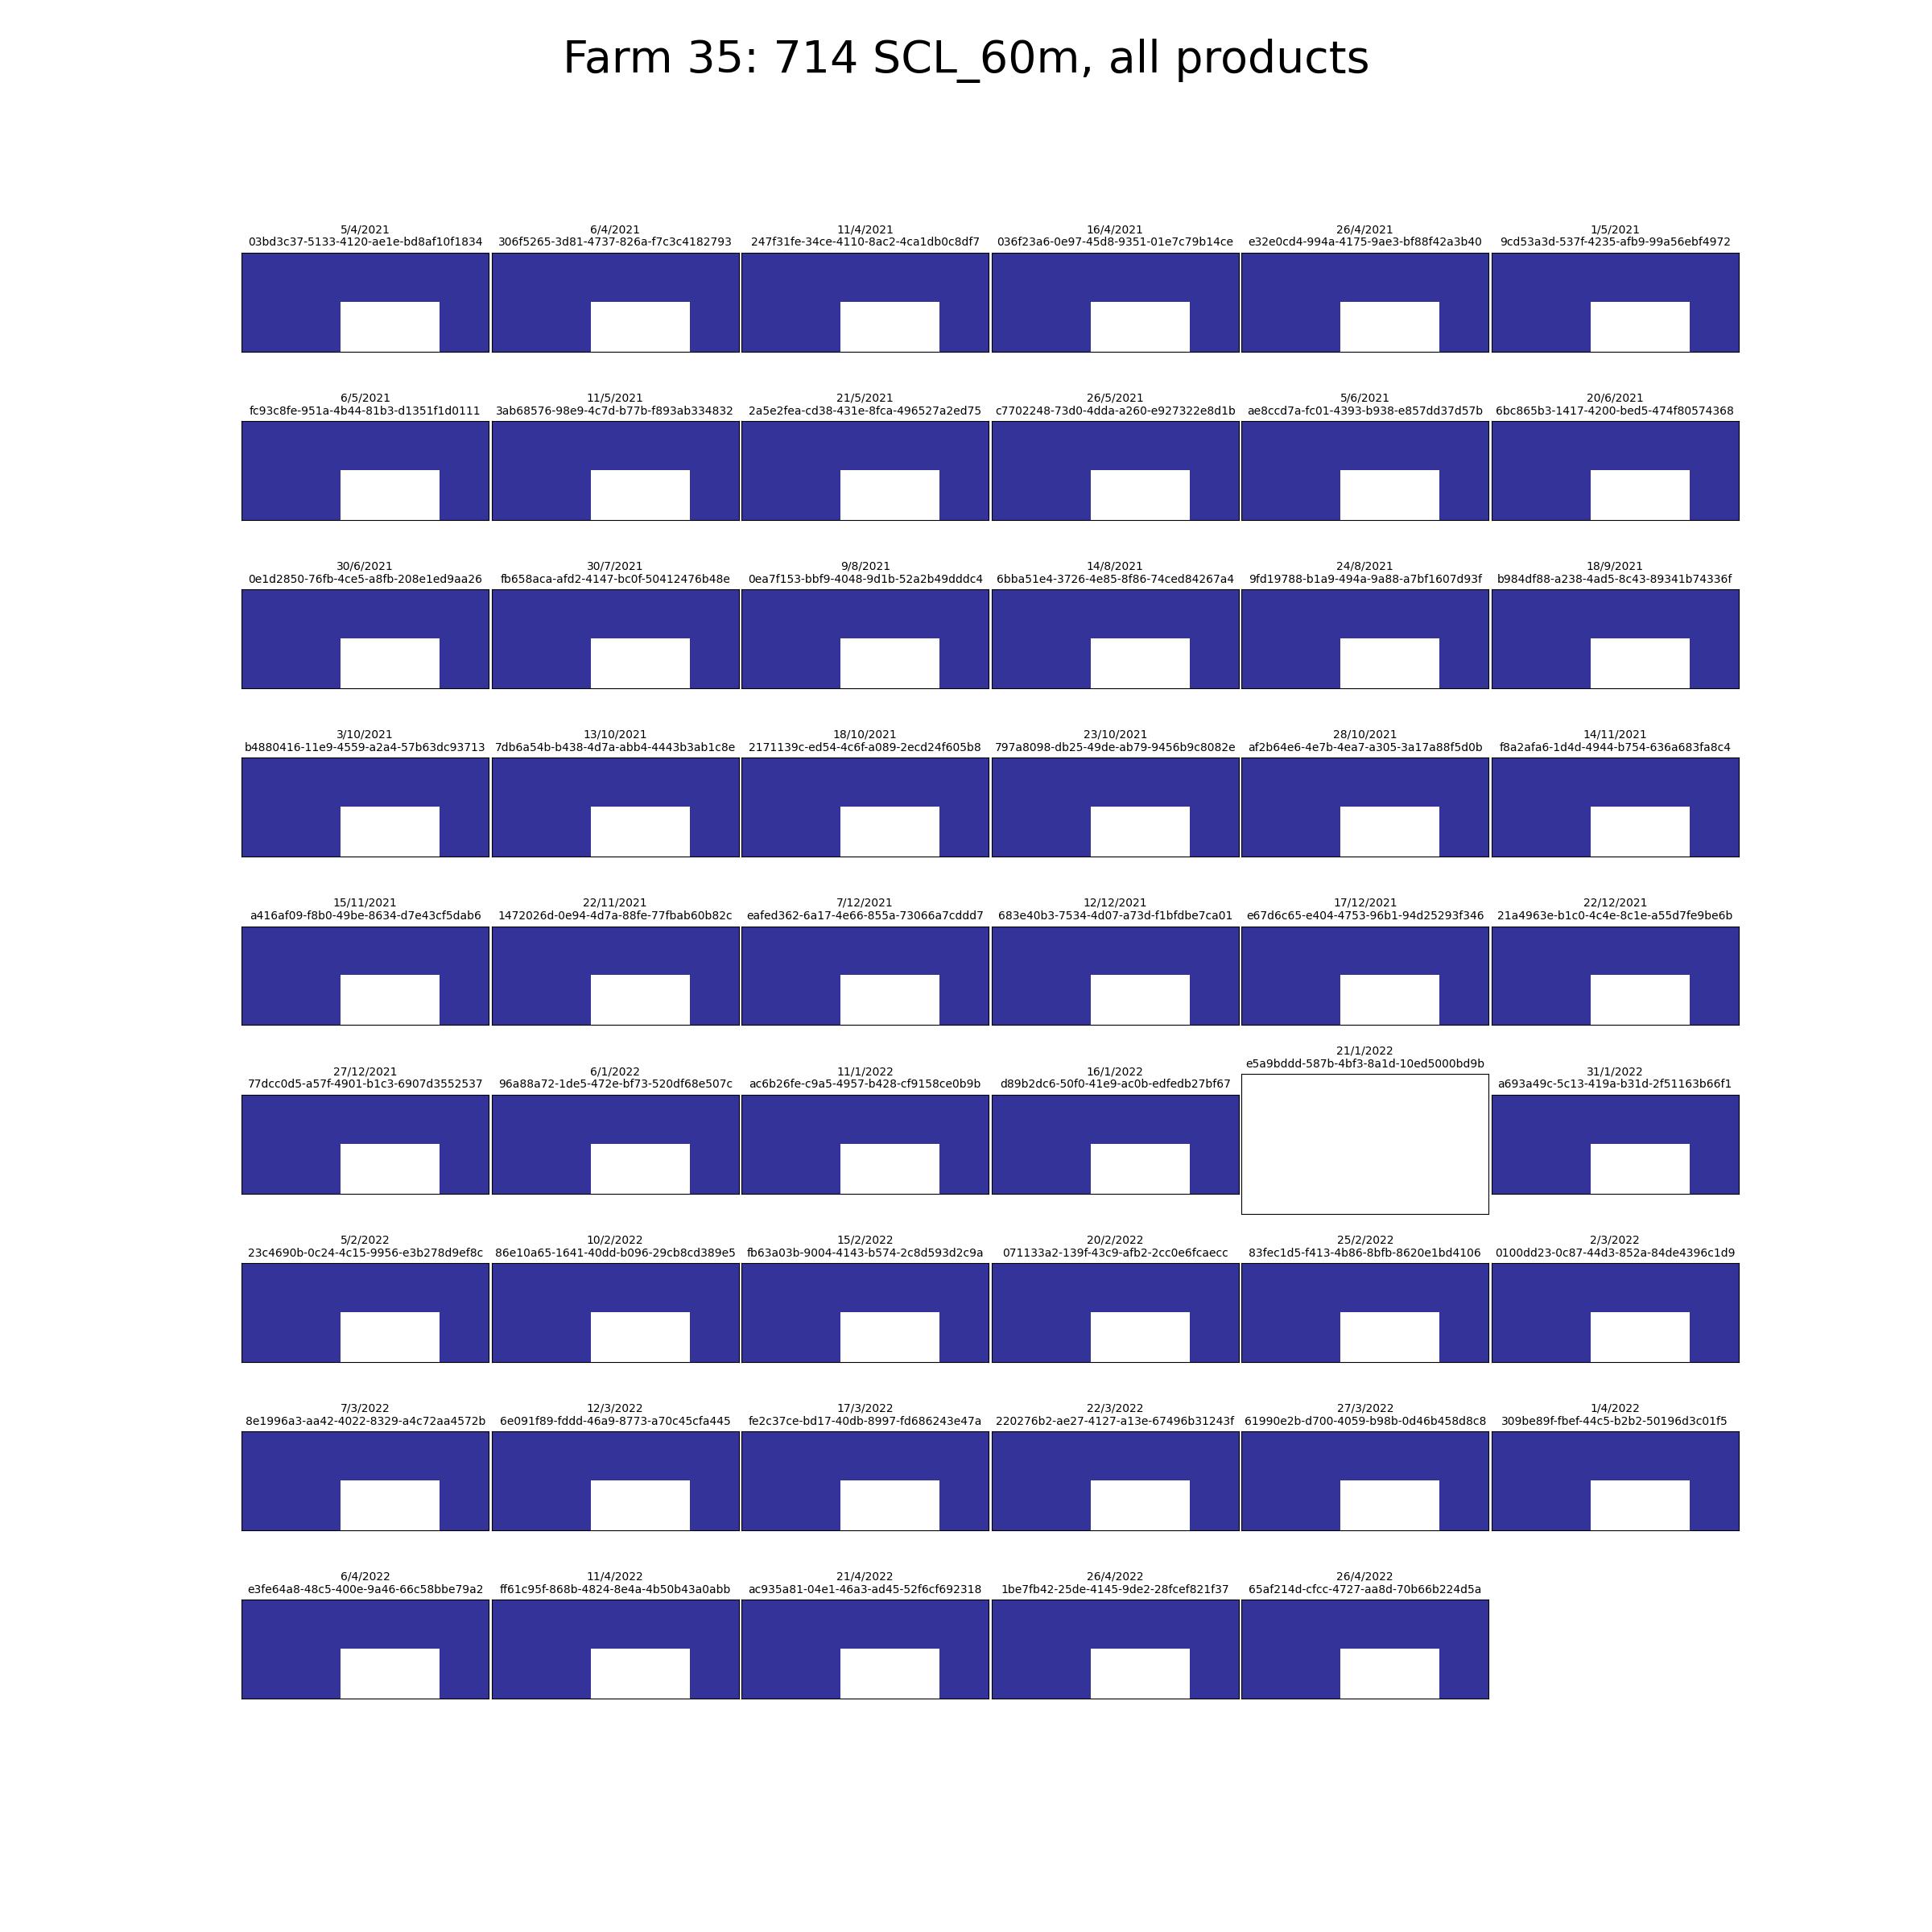 Farm 35: 714 SCL_60m, all products
5/4/2021
03bd3c37-5133-4120-ae1e-bd8af10f1834
6/4/2021
306f5265-3d81-4737-826a-f7c3c4182793
11/4/2021
247f31fe-34ce-4110-8ac2-4ca1db0c8df7
16/4/2021
036f23a6-0e97-45d8-9351-01e7c79b14ce
26/4/2021
e32e0cd4-994a-4175-9ae3-bf88f42a3b40
1/5/2021
9cd53a3d-537f-4235-afb9-99a56ebf4972
6/5/2021
fc93c8fe-951a-4b44-81b3-d1351f1d0111
11/5/2021
3ab68576-98e9-4c7d-b77b-f893ab334832
21/5/2021
2a5e2fea-cd38-431e-8fca-496527a2ed75
26/5/2021
c7702248-73d0-4dda-a260-e927322e8d1b
5/6/2021
ae8ccd7a-fc01-4393-b938-e857dd37d57b
20/6/2021
6bc865b3-1417-4200-bed5-474f80574368
30/6/2021
0e1d2850-76fb-4ce5-a8fb-208e1ed9aa26
30/7/2021
fb658aca-afd2-4147-bc0f-50412476b48e
9/8/2021
0ea7f153-bbf9-4048-9d1b-52a2b49dddc4
14/8/2021
6bba51e4-3726-4e85-8f86-74ced84267a4
24/8/2021
9fd19788-b1a9-494a-9a88-a7bf1607d93f
18/9/2021
b984df88-a238-4ad5-8c43-89341b74336f
3/10/2021
b4880416-11e9-4559-a2a4-57b63dc93713
13/10/2021
7db6a54b-b438-4d7a-abb4-4443b3ab1c8e
18/10/2021
2171139c-ed54-4c6f-a089-2ecd24f605b8
23/10/2021
797a8098-db25-49de-ab79-9456b9c8082e
28/10/2021
af2b64e6-4e7b-4ea7-a305-3a17a88f5d0b
14/11/2021
f8a2afa6-1d4d-4944-b754-636a683fa8c4
15/11/2021
a416af09-f8b0-49be-8634-d7e43cf5dab6
22/11/2021
1472026d-0e94-4d7a-88fe-77fbab60b82c
7/12/2021
eafed362-6a17-4e66-855a-73066a7cddd7
12/12/2021
683e40b3-7534-4d07-a73d-f1bfdbe7ca01
17/12/2021
e67d6c65-e404-4753-96b1-94d25293f346
22/12/2021
21a4963e-b1c0-4c4e-8c1e-a55d7fe9be6b
27/12/2021
77dcc0d5-a57f-4901-b1c3-6907d3552537
6/1/2022
96a88a72-1de5-472e-bf73-520df68e507c
11/1/2022
ac6b26fe-c9a5-4957-b428-cf9158ce0b9b
16/1/2022
d89b2dc6-50f0-41e9-ac0b-edfedb27bf67
21/1/2022
e5a9bddd-587b-4bf3-8a1d-10ed5000bd9b
31/1/2022
a693a49c-5c13-419a-b31d-2f51163b66f1
5/2/2022
23c4690b-0c24-4c15-9956-e3b278d9ef8c
10/2/2022
86e10a65-1641-40dd-b096-29cb8cd389e5
15/2/2022
fb63a03b-9004-4143-b574-2c8d593d2c9a
20/2/2022
071133a2-139f-43c9-afb2-2cc0e6fcaecc
25/2/2022
83fec1d5-f413-4b86-8bfb-8620e1bd4106
2/3/2022
0100dd23-0c87-44d3-852a-84de4396c1d9
7/3/2022
8e1996a3-aa42-4022-8329-a4c72aa4572b
12/3/2022
6e091f89-fddd-46a9-8773-a70c45cfa445
17/3/2022
fe2c37ce-bd17-40db-8997-fd686243e47a
22/3/2022
220276b2-ae27-4127-a13e-67496b31243f
27/3/2022
61990e2b-d700-4059-b98b-0d46b458d8c8
1/4/2022
309be89f-fbef-44c5-b2b2-50196d3c01f5
6/4/2022
e3fe64a8-48c5-400e-9a46-66c58bbe79a2
11/4/2022
ff61c95f-868b-4824-8e4a-4b50b43a0abb
21/4/2022
ac935a81-04e1-46a3-ad45-52f6cf692318
26/4/2022
1be7fb42-25de-4145-9de2-28fcef821f37
26/4/2022
65af214d-cfcc-4727-aa8d-70b66b224d5a